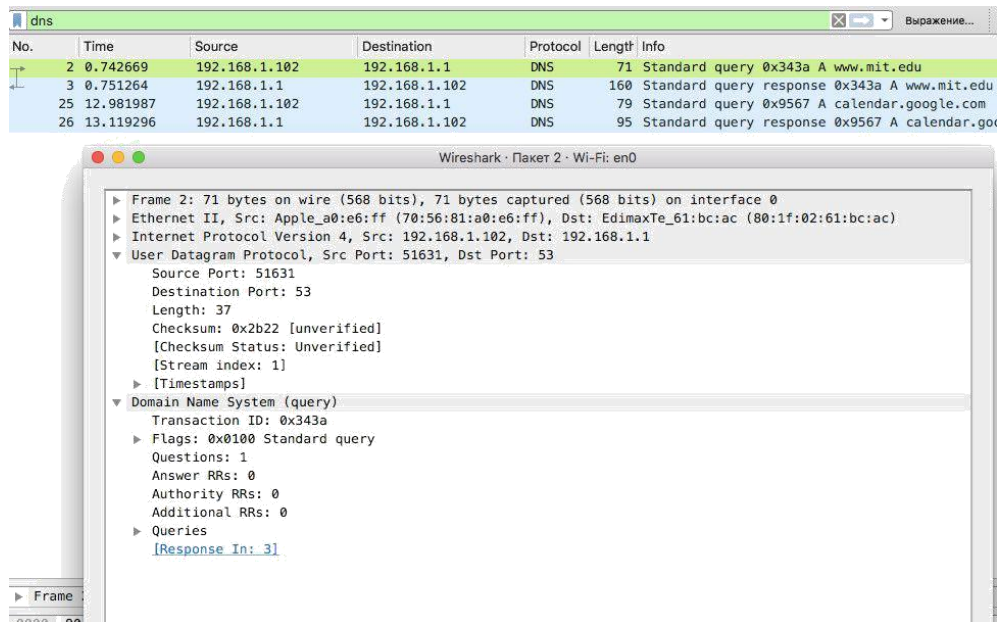 dns Выражение...
No. Time Source Destination Protocol Length Info
2 0.742669 192.168.1.102 192.168.1.1 DNS 71 Standard query 0x343a A www.mit.edu
3 0.751264 192.168.1.1 192.168.1.102 DNS 160 Standard query response 0x343a A www.mit.edu
25 12.981987 192.168.1.102 192.168.1.1 DNS 79 Standard query 0x9567 A calendar.google.com
26 13.119296 192.168.1.1 192.168.1.102 DNS 95 Standard query response 0x9567 A calendar.goo
Wireshark · Пакет 2 · Wi-Fi: en0
Frame 2: 71 bytes on wire (568 bits), 71 bytes captured (568 bits) on interface 0
Ethernet II, Src: Apple_a0:e6:ff (70:56:81:a0:e6:ff), Dst: EdimaxTe_61:bc:ac (80:1f:02:61:bc:ac)
Internet Protocol Version 4, Src: 192.168.1.102, Dst: 192.168.1.1
User Datagram Protocol, Src Port: 51631, Dst Port: 53
Source Port: 51631
Destination Port: 53
Length: 37
Checksum: 0x2b22 [unverified]
[Checksum Status: Unverified]
[Stream index: 1]
[Timestamps]
Domain Name System (query)
Transaction ID: 0x343a
Flags: 0x0100 Standard query
Questions: 1
Answer RRs: 0
Authority RRs: 0
Additional RRs: 0
Queries
[Response In: 3]
Frame